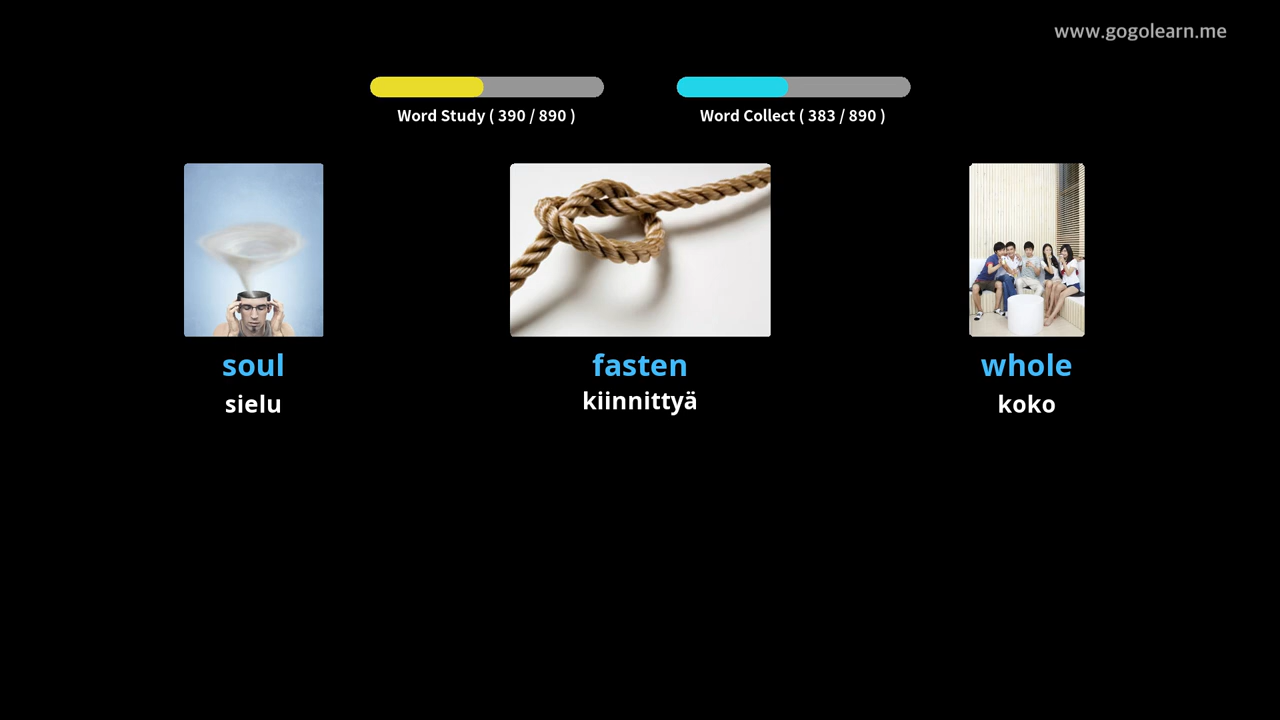 www.gogolearn.me
Word Study ( 390 / 890 )
Word Collect ( 383 / 890 )
soul
sielu
fasten
kiinnittyä
whole
koko